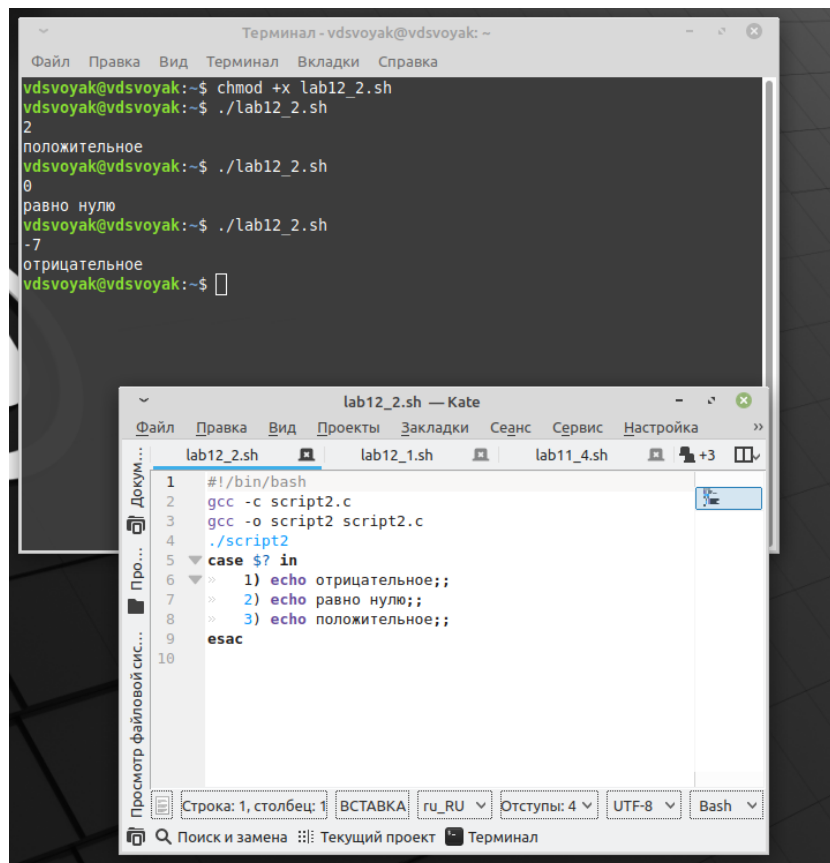 Терминал - vdsvoyak@vdsvoyak: ~
Файл Правка Вид Терминал Вкладки Справка
vdsvoyak@vdsvoyak:~$ chmod +x lab12_2.sh
vdsvoyak@vdsvoyak:~$ ./lab12_2.sh
2
положительное
vdsvoyak@vdsvoyak:~$ ./lab12_2.sh
0
равно нулю
vdsvoyak@vdsvoyak:~$ ./lab12_2.sh
-7
отрицательное
vdsvoyak@vdsvoyak:~$
lab12_2.sh — Kate
Файл Правка Вид Проекты Закладки Сеанс Сервис Настройка »
lab12_2.sh lab12_1.sh lab11_4.sh +3
Докум...
Про...
Просмотр файловой сис...
1 #!/bin/bash
2 gcc -c script2.c
3 gcc -o script2 script2.c
4 ./script2
5 case $? in
6 » 1) echo отрицательное;;
7 » 2) echo равно нулю;;
8 » 3) echo положительное;;
9 esac
10
Строка: 1, столбец: 1 ВСТАВКА ru_RU Отступы: 4 UTF-8 Bash
Поиск и замена Текущий проект Терминал